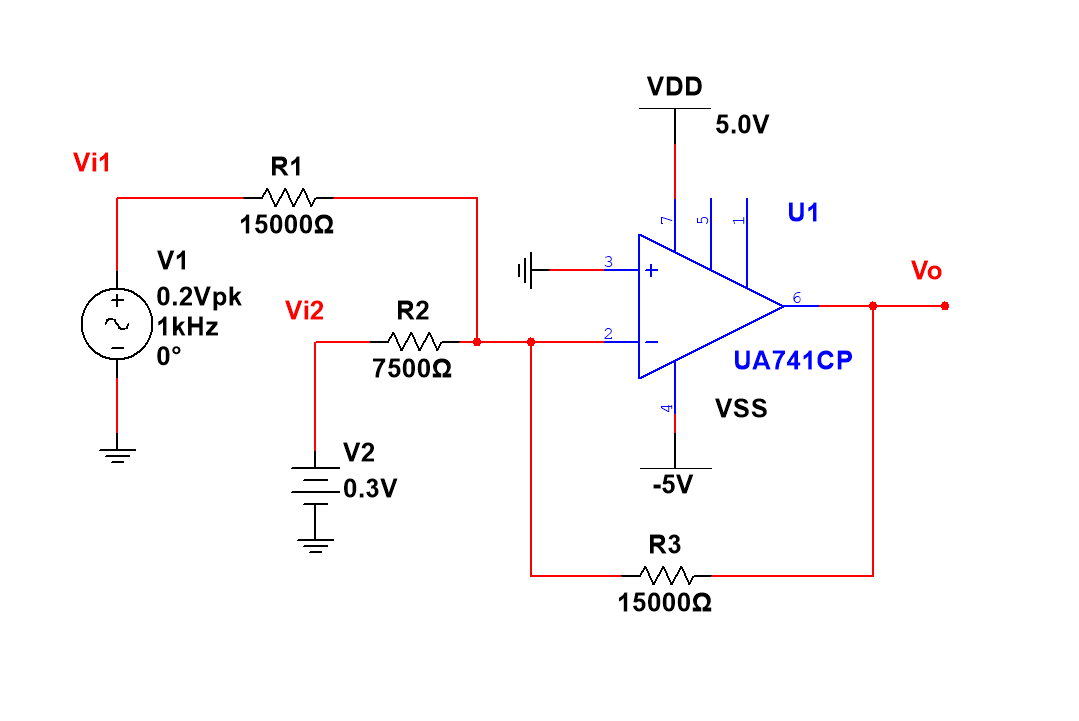 VDD
5.0V
Vi1
R1
15000Ω
7
5
1
U1
V1
0.2Vpk
1kHz
0°
3
+
Vo
6
Vi2
R2
7500Ω
2
UA741CP
4
VSS
-5V
V2
0.3V
R3
15000Ω